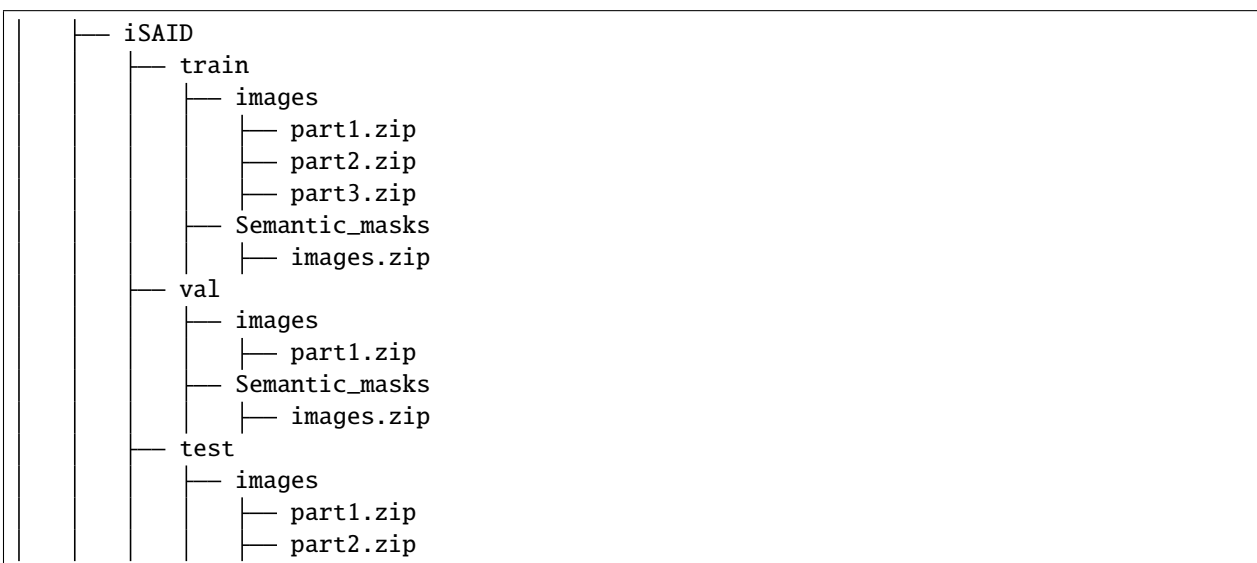 │   ├── iSAID
│   │   ├── train
│   │   │   ├── images
│   │   │   │   ├── part1.zip
│   │   │   │   ├── part2.zip
│   │   │   │   ├── part3.zip
│   │   │   ├── Semantic_masks
│   │   │   │   ├── images.zip
│   │   ├── val
│   │   │   ├── images
│   │   │   │   ├── part1.zip
│   │   │   ├── Semantic_masks
│   │   │   │   ├── images.zip
│   │   ├── test
│   │   │   ├── images
│   │   │   │   ├── part1.zip
│   │   │   │   ├── part2.zip